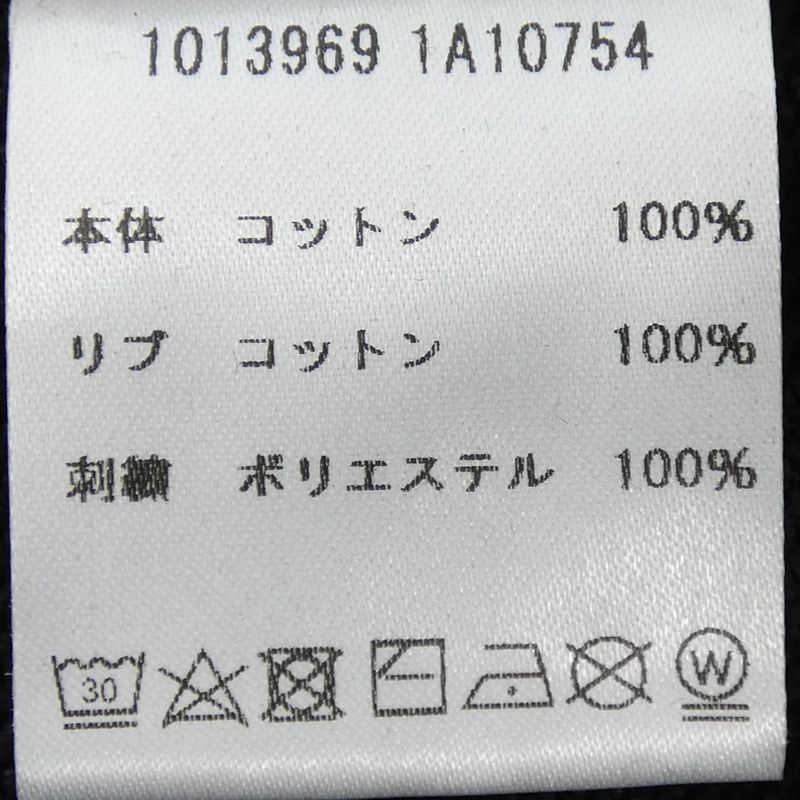 1013969 1A10754
本体 コットン 100%
リブ コットン 100%
刺繍 ポリエステル 100%
30 W